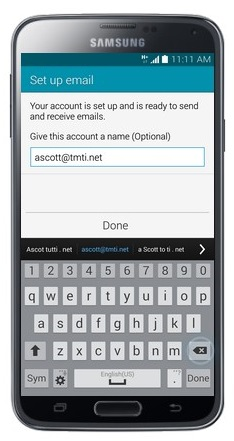 SAMSUNG
11:11 AM
Set up email
Your account is set up and is ready to send
and receive emails.
Give this account a name (Optional)
ascott@tmti.net
Done
Ascot tutti . net ascott@tmti.net a Scott to ti . net
1 2 3 4 5 6 7 8 9 0
q w e r t y u i o p
a s d f g h j k l
z x c v b n m
Sym English(US) . Done